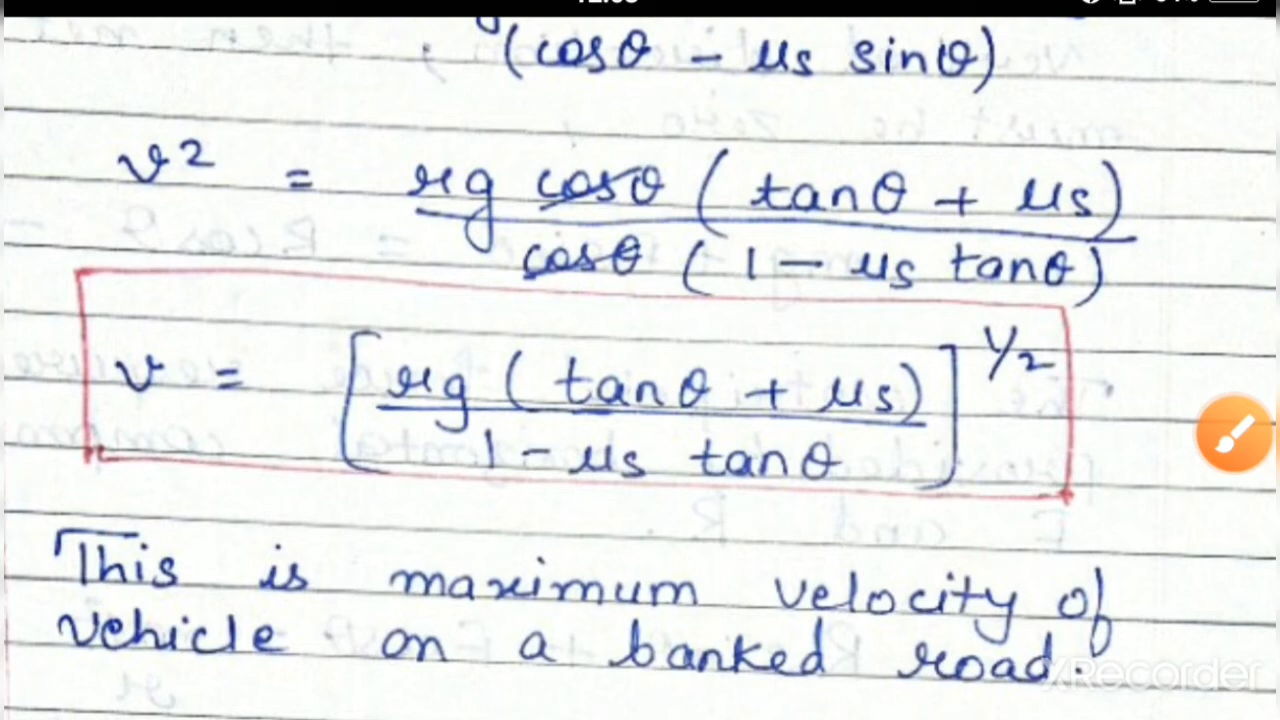 (cosθ - μs sinθ)
v² = rg cosθ (tanθ + μs)
cosθ (1 - μs tanθ)
v = [rg (tanθ + μs)]^1/2
1 - μs tanθ
This is maximum velocity of
vehicle on a banked road.
XRecorder